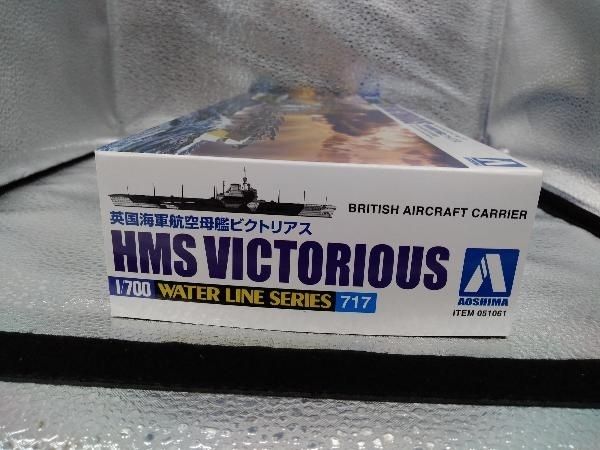 BRITISH AIRCRAFT CARRIER
英国海軍航空母艦ビクトリアス
HMS VICTORIOUS
1/700 WATER LINE SERIES 717
AOSHIMA
ITEM 051061